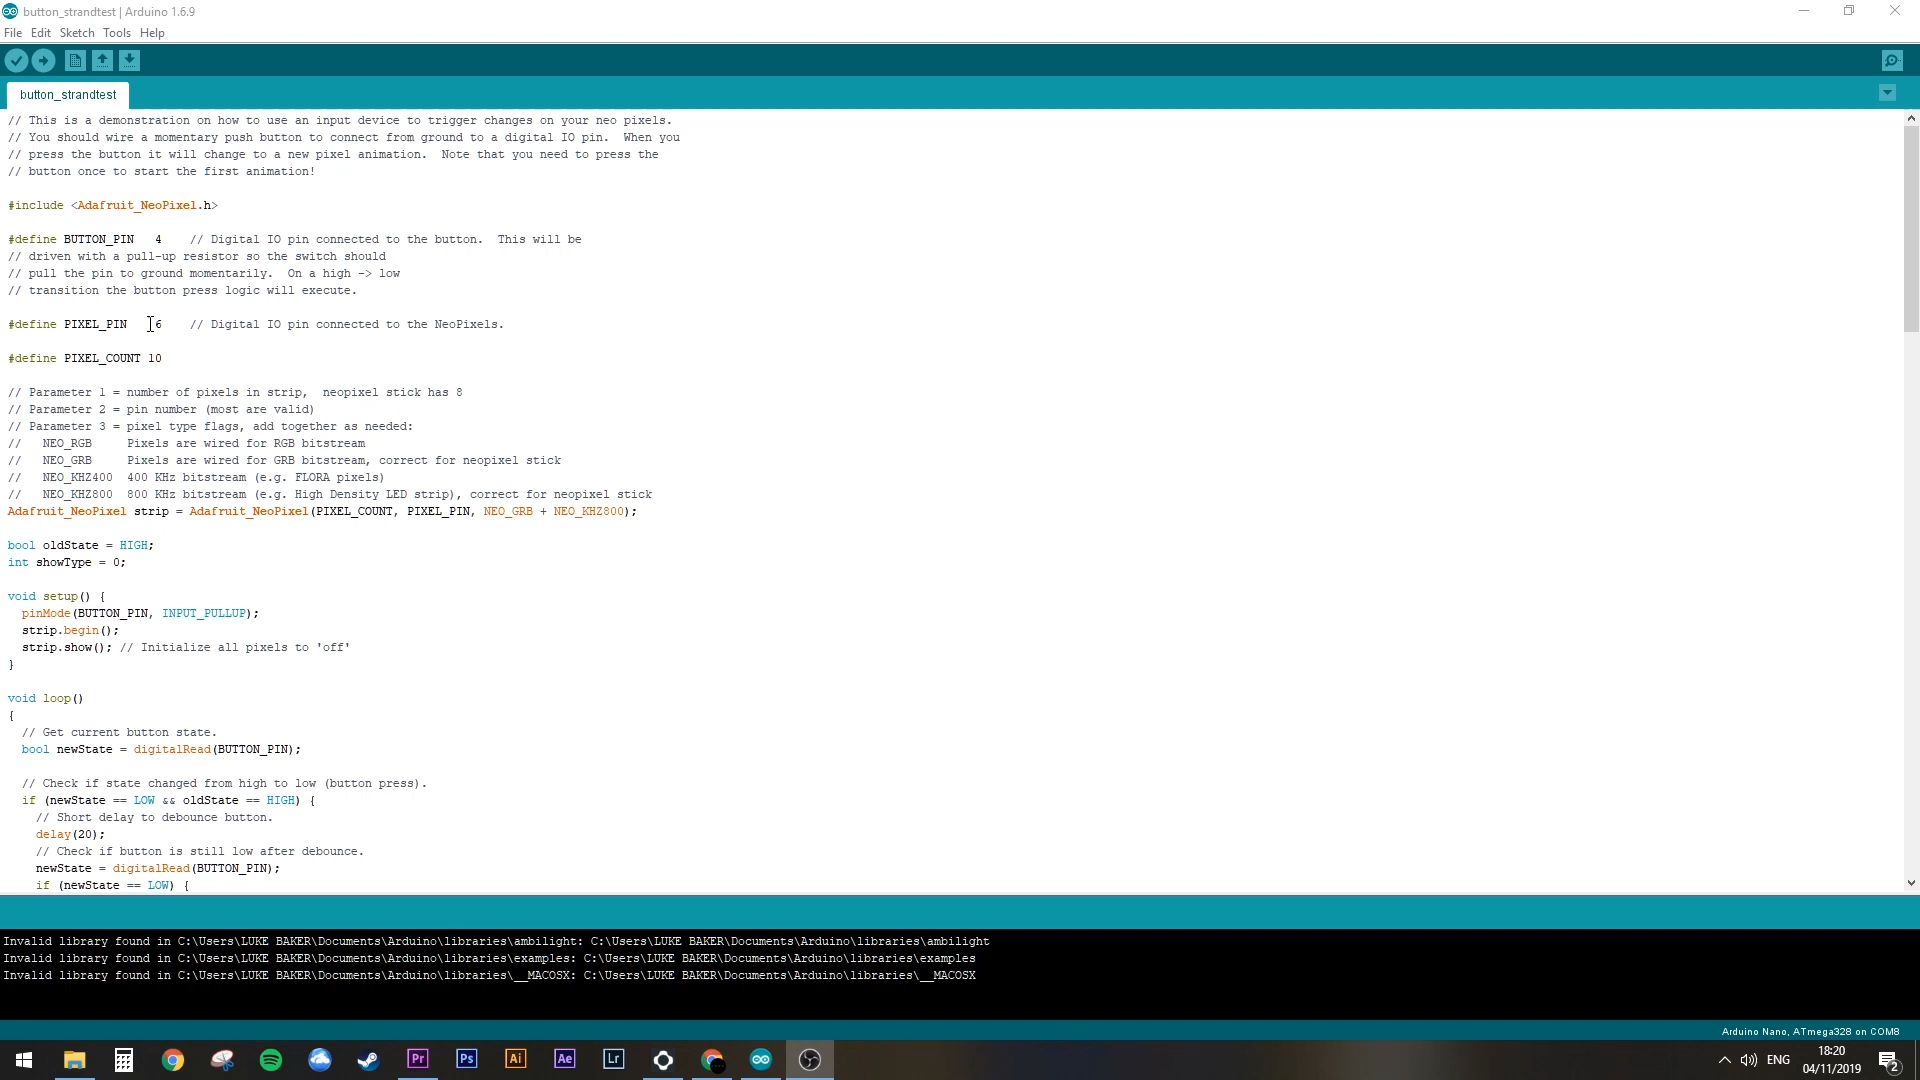 button_strandtest | Arduino 1.6.9
File Edit Sketch Tools Help
button_strandtest
// This is a demonstration on how to use an input device to trigger changes on your neo pixels.
// You should wire a momentary push button to connect from ground to a digital IO pin.  When you
// press the button it will change to a new pixel animation.  Note that you need to press the
// button once to start the first animation!
#include <Adafruit_NeoPixel.h>
#define BUTTON_PIN   4    // Digital IO pin connected to the button.  This will be
// driven with a pull-up resistor so the switch should
// pull the pin to ground momentarily.  On a high -> low
// transition the button press logic will execute.
#define PIXEL_PIN    6    // Digital IO pin connected to the NeoPixels.
#define PIXEL_COUNT 10
// Parameter 1 = number of pixels in strip,  neopixel stick has 8
// Parameter 2 = pin number (most are valid)
// Parameter 3 = pixel type flags, add together as needed:
//   NEO_RGB     Pixels are wired for RGB bitstream
//   NEO_GRB     Pixels are wired for GRB bitstream, correct for neopixel stick
//   NEO_KHZ400  400 KHz bitstream (e.g. FLORA pixels)
//   NEO_KHZ800  800 KHz bitstream (e.g. High Density LED strip), correct for neopixel stick
Adafruit_NeoPixel strip = Adafruit_NeoPixel(PIXEL_COUNT, PIXEL_PIN, NEO_GRB + NEO_KHZ800);
bool oldState = HIGH;
int showType = 0;
void setup() {
  pinMode(BUTTON_PIN, INPUT_PULLUP);
  strip.begin();
  strip.show(); // Initialize all pixels to 'off'
}
void loop()
{
  // Get current button state.
  bool newState = digitalRead(BUTTON_PIN);
  // Check if state changed from high to low (button press).
  if (newState == LOW && oldState == HIGH) {
    // Short delay to debounce button.
    delay(20);
    // Check if button is still low after debounce.
    newState = digitalRead(BUTTON_PIN);
    if (newState == LOW) {
Invalid library found in C:\Users\LUKE BAKER\Documents\Arduino\libraries\ambilight: C:\Users\LUKE BAKER\Documents\Arduino\libraries\ambilight
Invalid library found in C:\Users\LUKE BAKER\Documents\Arduino\libraries\examples: C:\Users\LUKE BAKER\Documents\Arduino\libraries\examples
Invalid library found in C:\Users\LUKE BAKER\Documents\Arduino\libraries\__MACOSX: C:\Users\LUKE BAKER\Documents\Arduino\libraries\__MACOSX
Arduino Nano, ATmega328 on COM8
Pr Ps Ai Ae Lr
ENG
18:20
04/11/2019
2